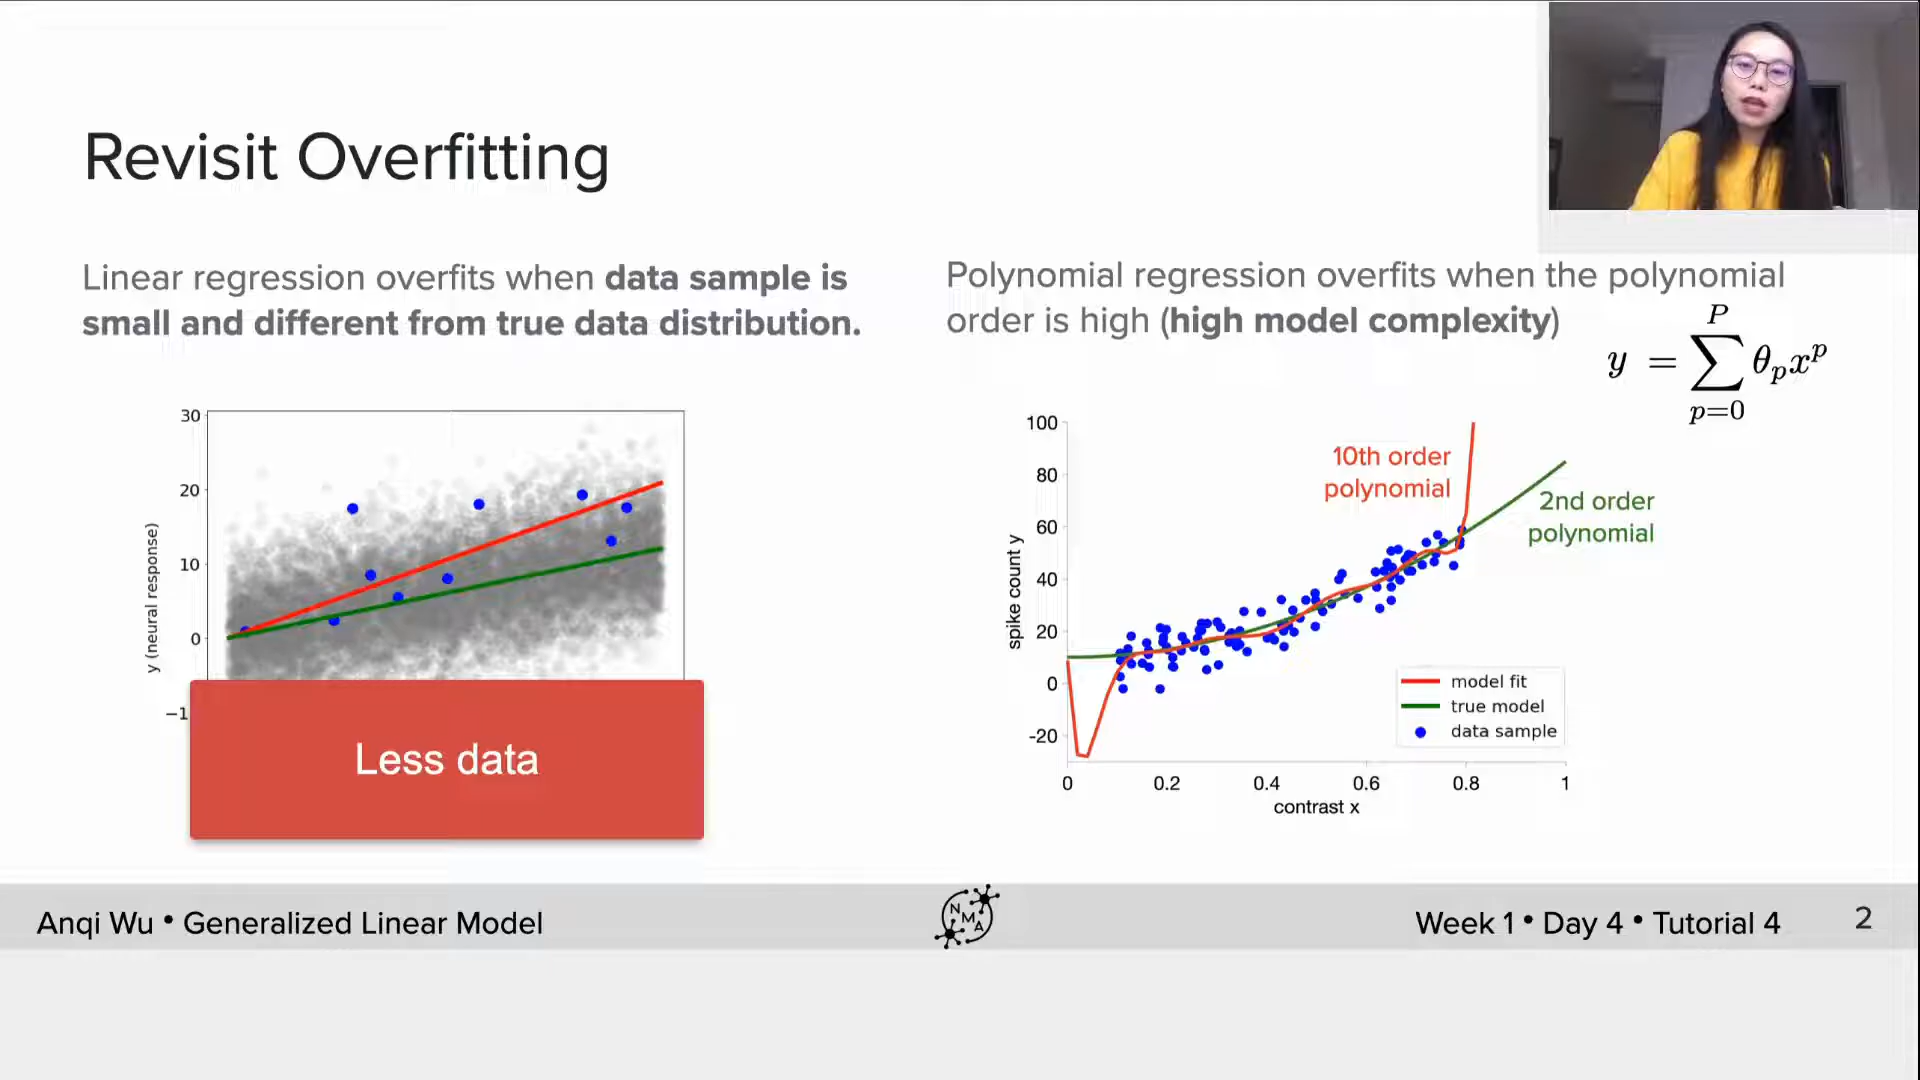 Revisit Overfitting
Linear regression overfits when data sample is
small and different from true data distribution.
30
20
10
0
−1
y (neural response)
Less data
Polynomial regression overfits when the polynomial
order is high (high model complexity)
P
y = ∑ θₚxᵖ
p=0
100
80
60
40
20
0
-20
spike count y
10th order
polynomial
2nd order
polynomial
model fit
true model
data sample
0 0.2 0.4 0.6 0.8 1
contrast x
Anqi Wu • Generalized Linear Model
N
M
A
Week 1 • Day 4 • Tutorial 4
2